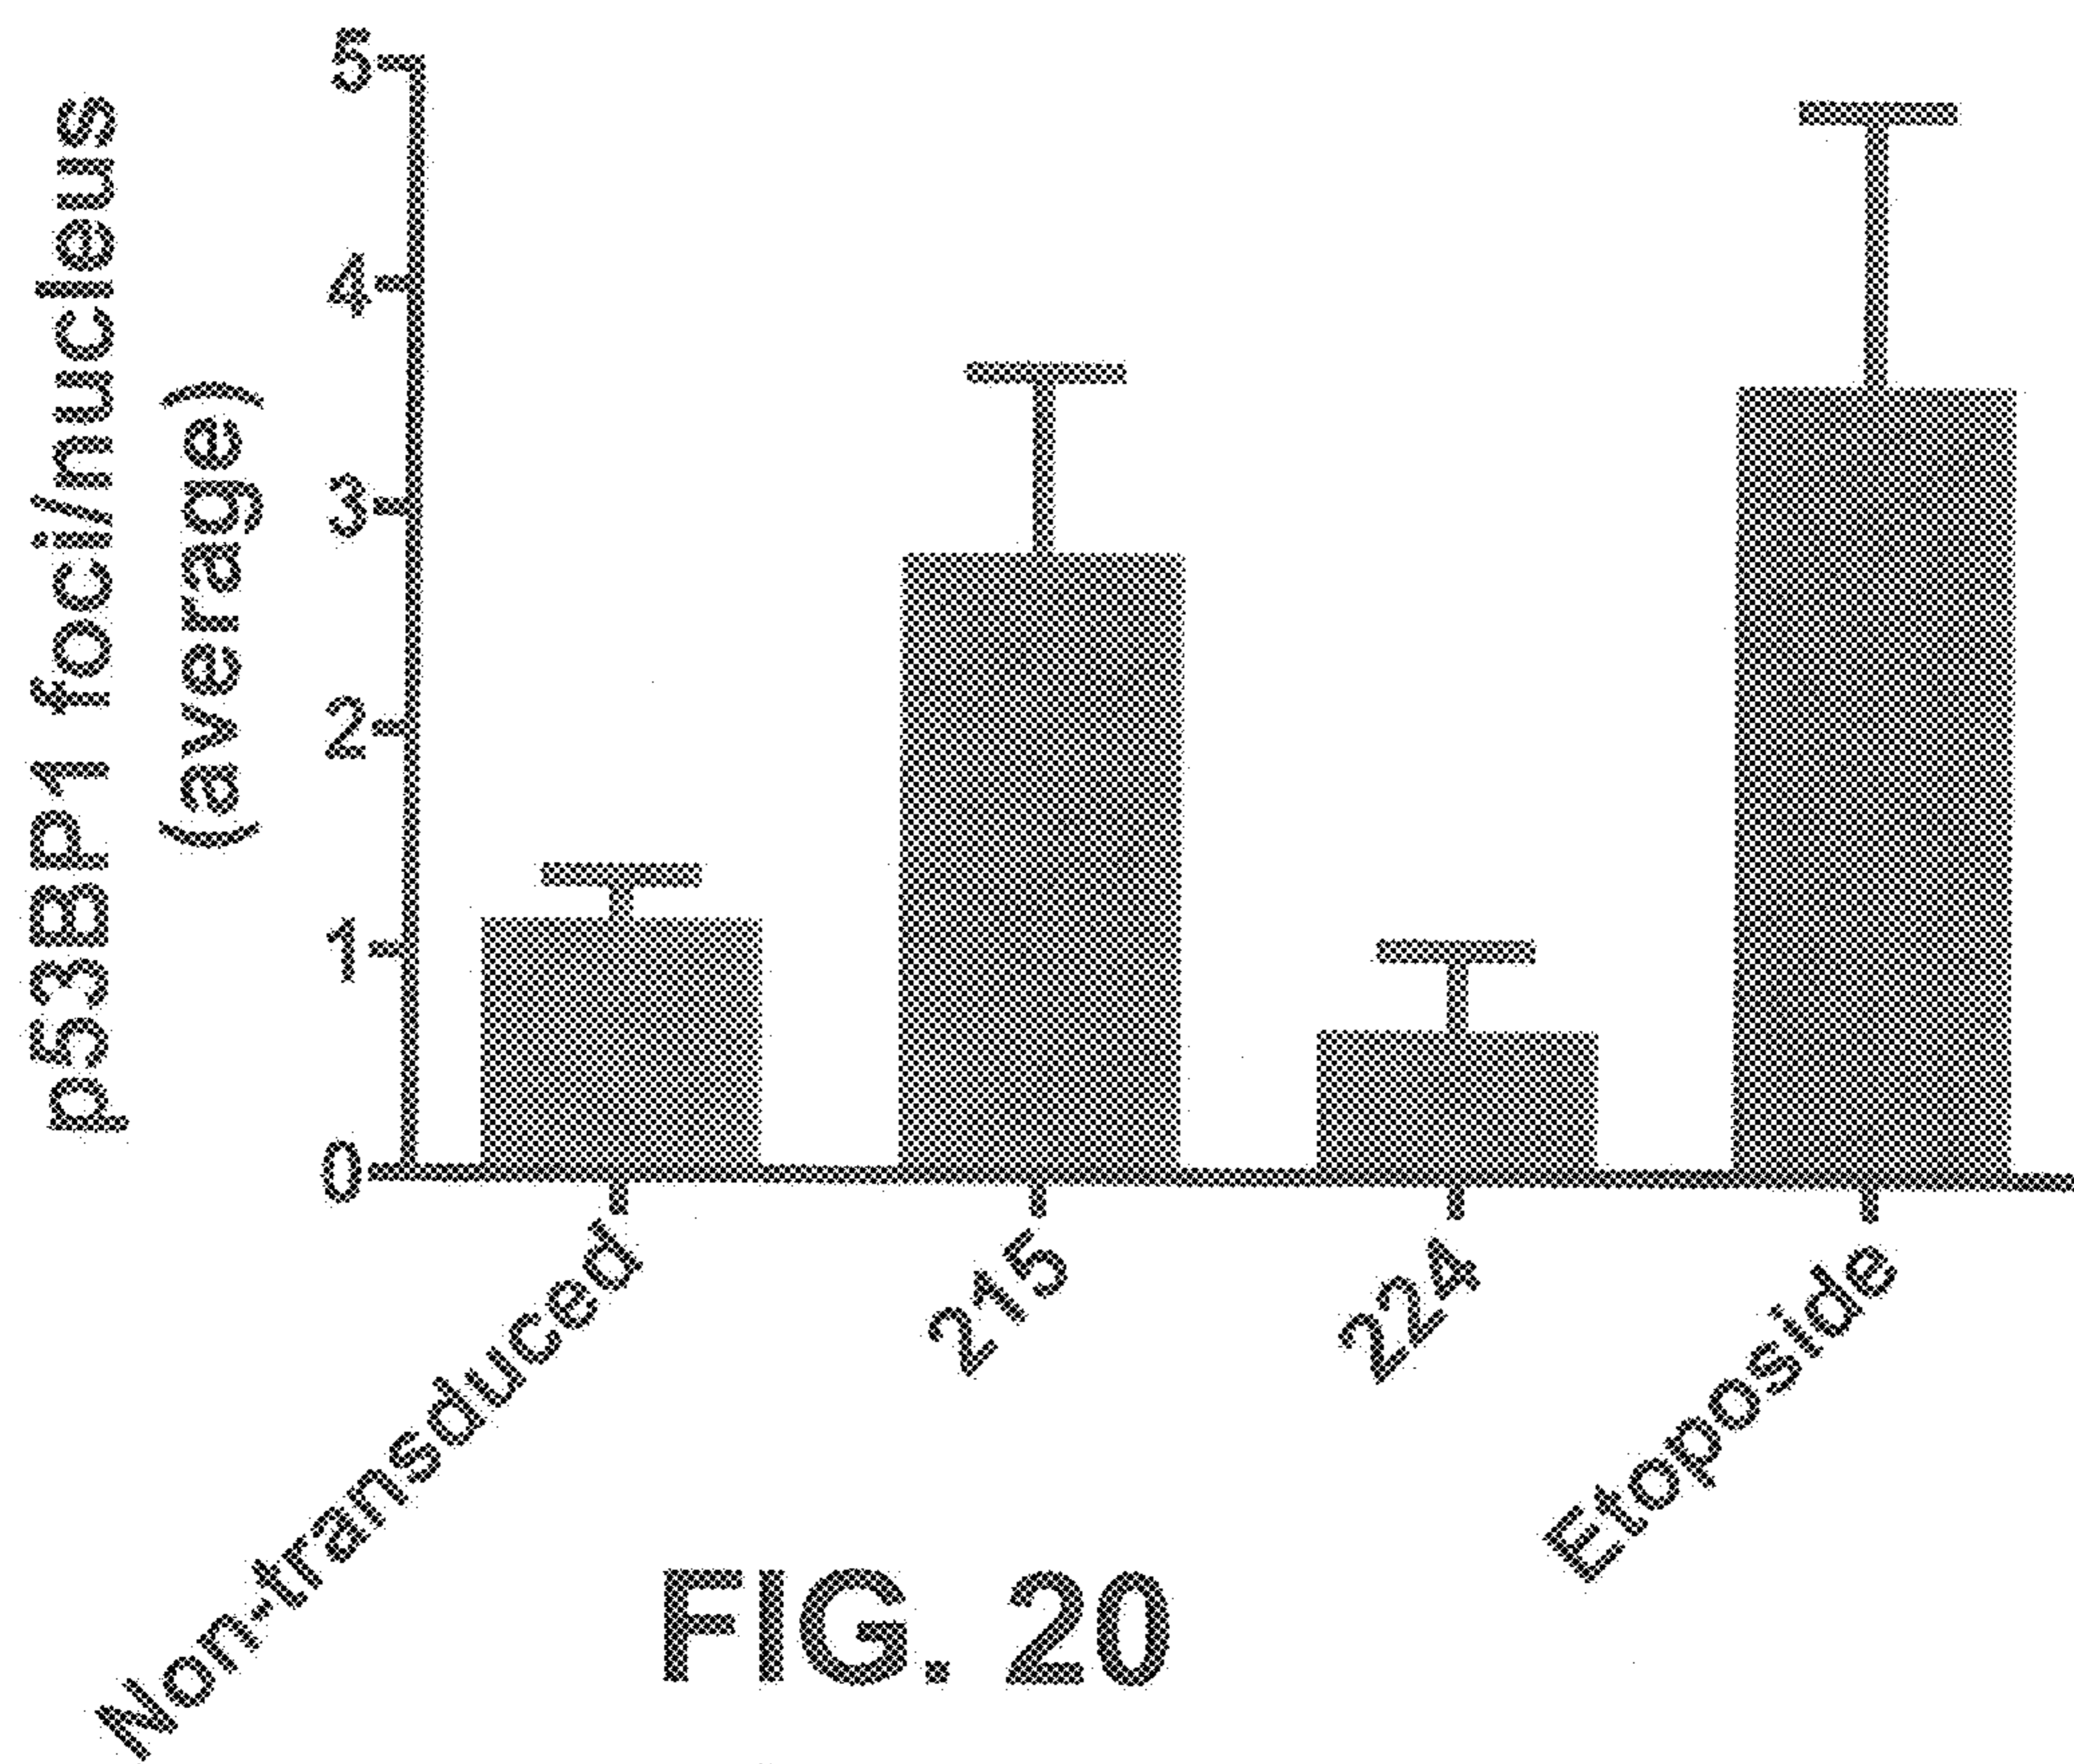 p53BP1 foci/nucleus
(average)
5
4
3
2
1
0
Non-transduced
215
224
Etoposide
FIG. 20